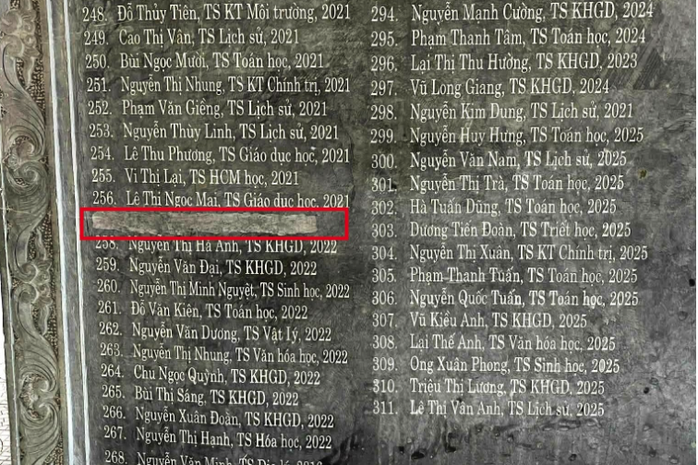 248. Đỗ Thủy Tiên, TS KT Môi trường, 2021
249. Cao Thị Vân, TS Lịch sử, 2021
250. Bùi Ngọc Mười, TS Toán học, 2021
251. Nguyễn Thị Nhung, TS KT Chính trị, 2021
252. Phạm Văn Giềng, TS Lịch sử, 2021
253. Nguyễn Thùy Linh, TS Lịch sử, 2021
254. Lê Thu Phương, TS Giáo dục học, 2021
255. Vi Thị Lại, TS HCM học, 2021
256. Lê Thị Ngọc Mai, TS Giáo dục học, 2021
258. Nguyễn Thị Hà Anh, TS KHGD, 2022
259. Nguyễn Văn Đại, TS KHGD, 2022
260. Nguyễn Thị Minh Nguyệt, TS Sinh học, 2022
261. Đỗ Văn Kiên, TS Toán học, 2022
262. Nguyễn Văn Dương, TS Vật lý, 2022
263. Nguyễn Thị Nhung, TS Văn hóa học, 2022
264. Chu Ngọc Quỳnh, TS KHGD, 2022
265. Bùi Thị Sáng, TS KHGD, 2022
266. Nguyễn Xuân Đoàn, TS KHGD, 2022
267. Nguyễn Thị Hạnh, TS Hóa học, 2022
268. Nguyễn Văn Minh, TS
294. Nguyễn Mạnh Cường, TS KHGD, 2024
295. Phạm Thanh Tâm, TS Toán học, 2024
296. Lại Thị Thu Hường, TS KHGD, 2023
297. Vũ Long Giang, TS KHGD, 2024
298. Nguyễn Kim Dung, TS Lịch sử, 2021
299. Nguyễn Huy Hưng, TS Toán học, 2025
300. Nguyễn Văn Nam, TS Lịch sử, 2025
301. Nguyễn Thị Trà, TS Toán học, 2025
302. Hà Tuấn Dũng, TS Toán học, 2025
303. Dương Tiến Đoàn, TS Triết học, 2025
304. Nguyễn Thị Xuân, TS KT Chính trị, 2025
305. Phạm Thanh Tuấn, TS Toán học, 2025
306. Nguyễn Quốc Tuấn, TS Toán học, 2025
307. Vũ Kiều Anh, TS KHGD, 2025
308. Lại Thế Anh, TS Văn hóa học, 2025
309. Ong Xuân Phong, TS Sinh học, 2025
310. Triệu Thị Lương, TS KHGD, 2025
311. Lê Thị Vân Anh, TS Lịch sử, 2025